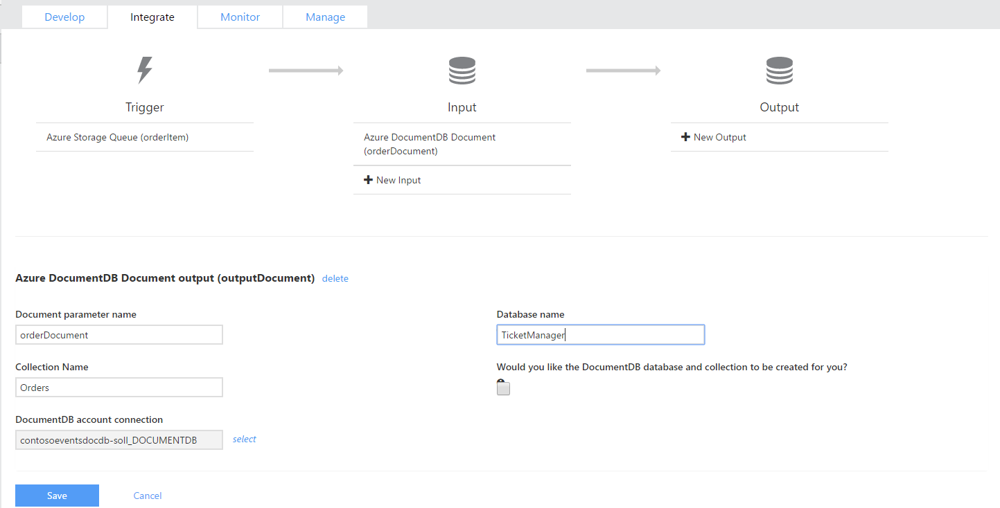 Develop
Integrate
Monitor
Manage
Trigger
Input
Output
Azure Storage Queue (orderItem)
Azure DocumentDB Document
(orderDocument)
New Input
New Output
Azure DocumentDB Document output (outputDocument) delete
Document parameter name
orderDocument
Database name
TicketManager
Collection Name
Orders
Would you like the DocumentDB database and collection to be created for you?
DocumentDB account connection
contosoeventsdocdb-soll_DOCUMENTDB select
Save
Cancel